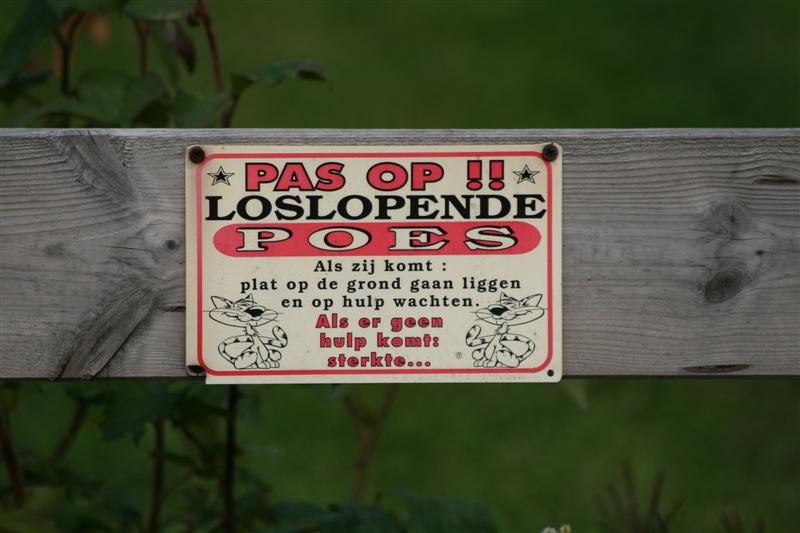 PAS OP !!
LOSLOPENDE
POES
Als zij komt :
plat op de grond gaan liggen
en op hulp wachten.
Als er geen
hulp komt:
sterkte...
®